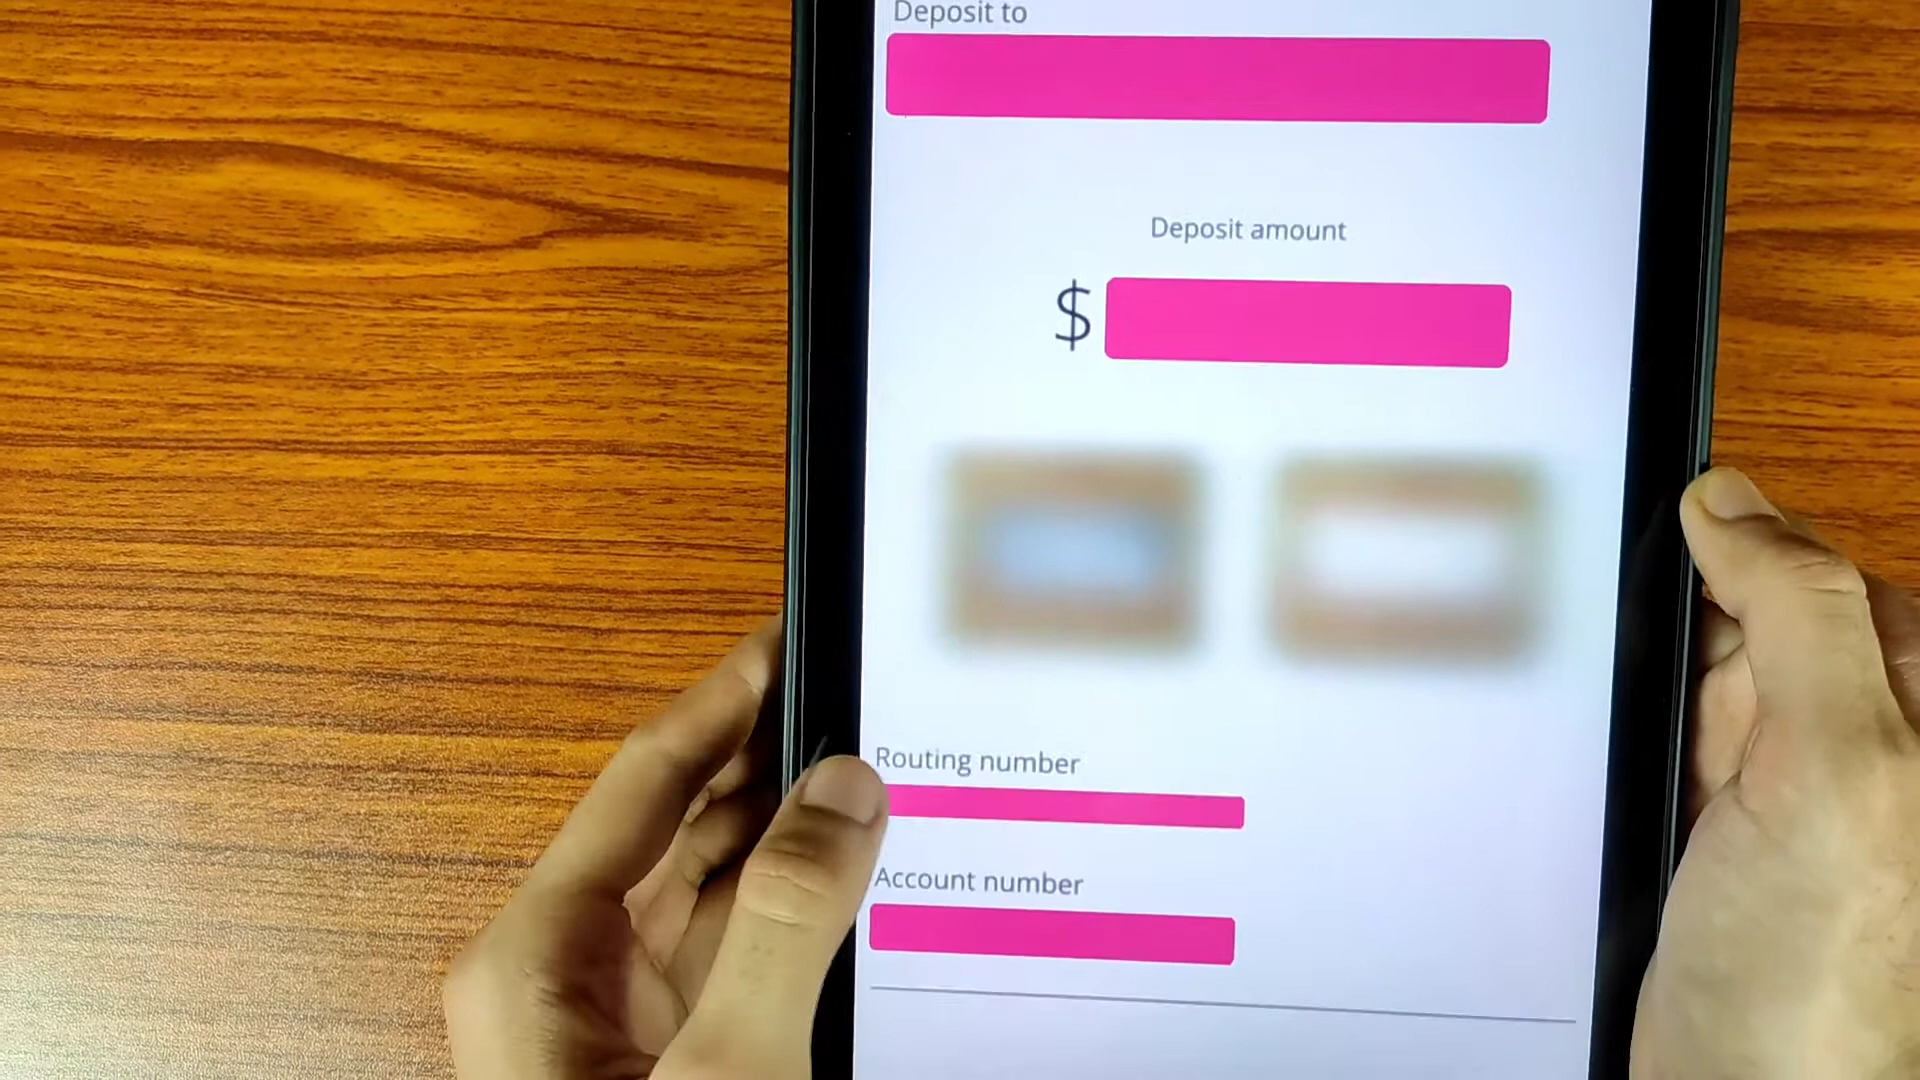 Deposit to
Deposit amount
$
Routing number
Account number